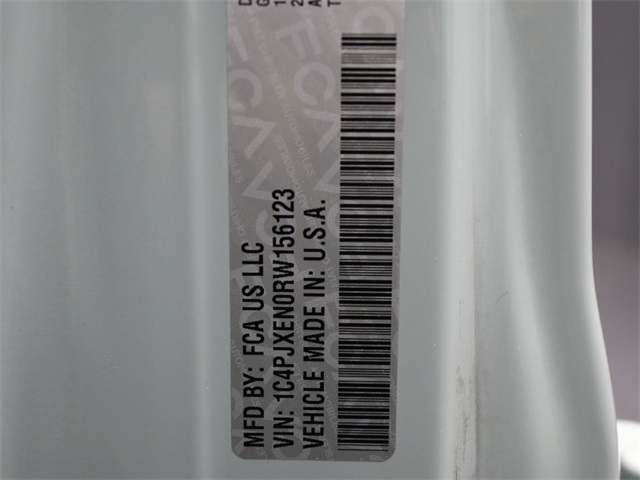 MFD BY: FCA US LLC
VIN: 1C4PJXEN0RW156123
VEHICLE MADE IN: U.S.A.